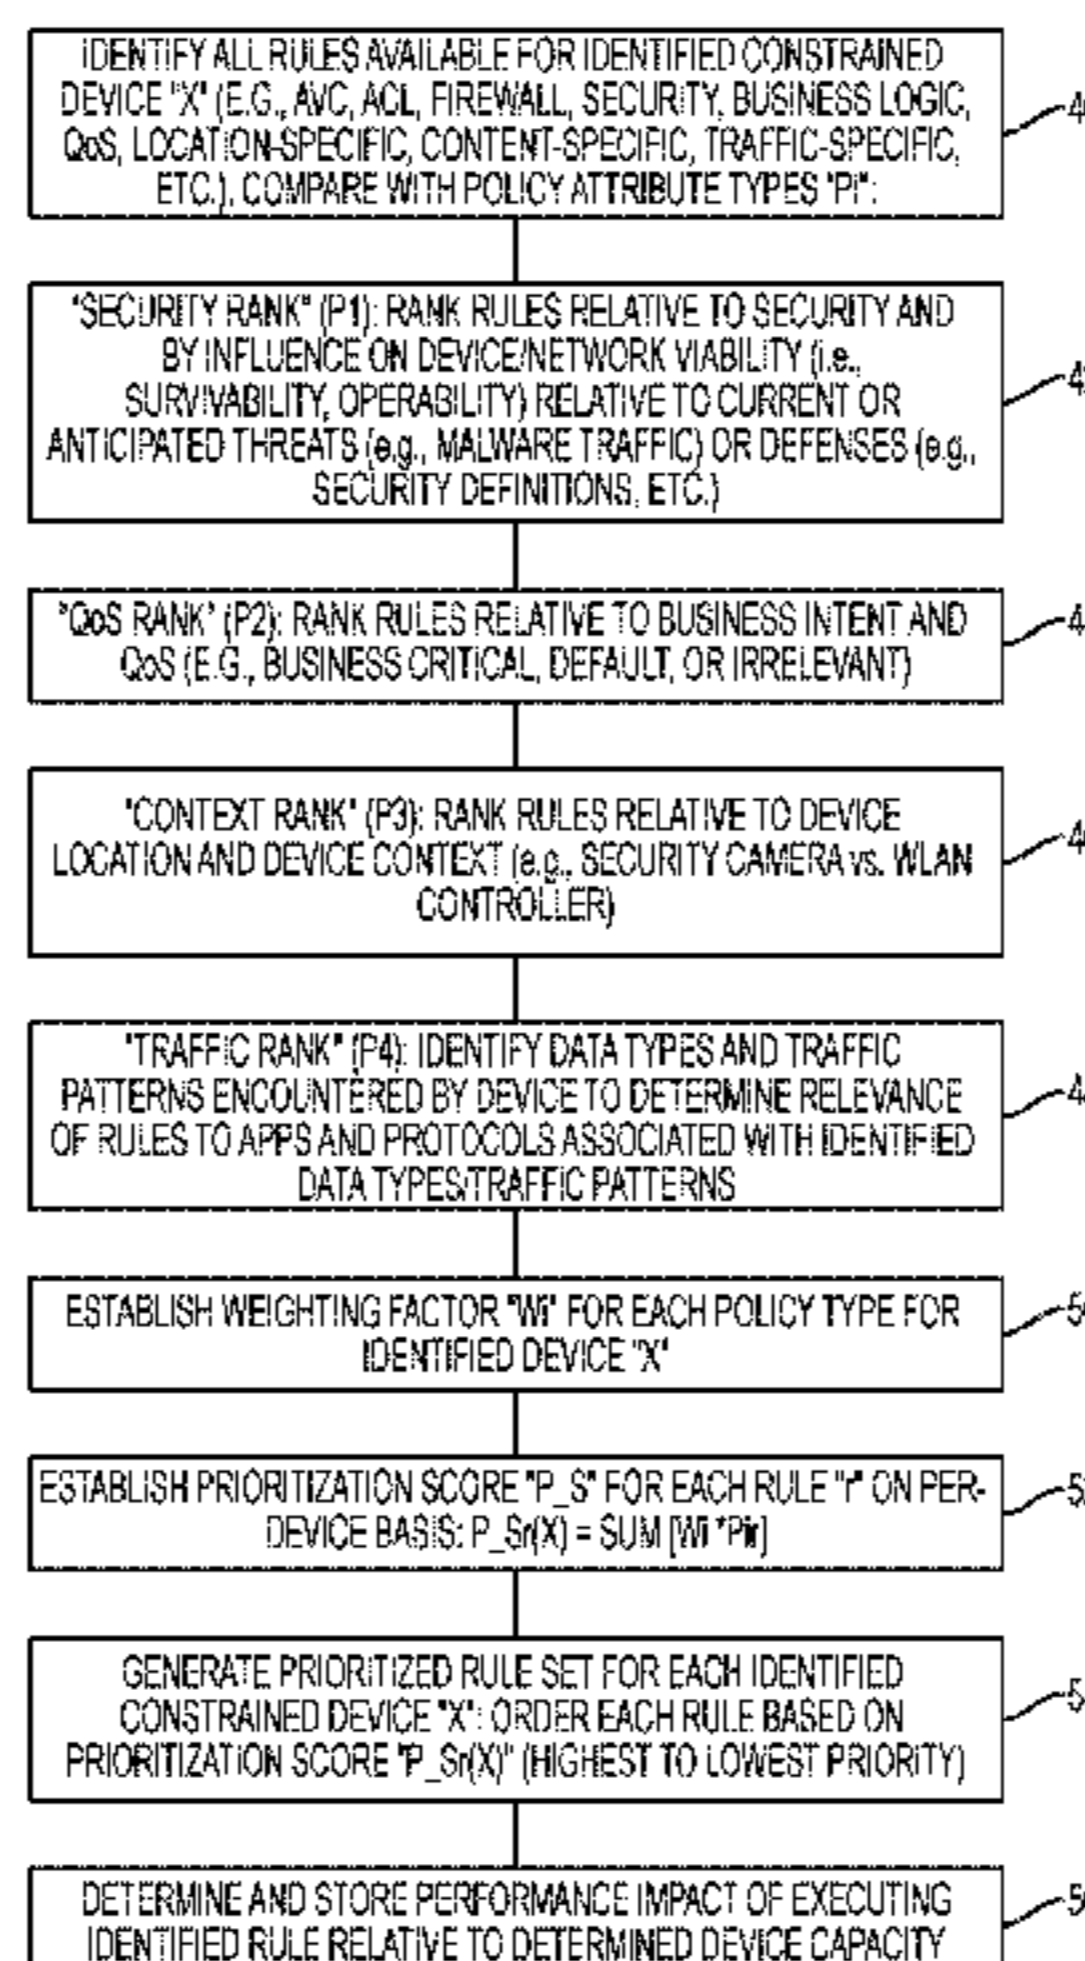 IDENTIFY ALL RULES AVAILABLE FOR IDENTIFIED CONSTRAINED
DEVICE "X" (E.G., AVC, ACL, FIREWALL, SECURITY, BUSINESS LOGIC,
QoS, LOCATION-SPECIFIC, CONTENT-SPECIFIC, TRAFFIC-SPECIFIC,
ETC.), COMPARE WITH POLICY ATTRIBUTE TYPES "Pi":
4
"SECURITY RANK" (P1): RANK RULES RELATIVE TO SECURITY AND
BY INFLUENCE ON DEVICE/NETWORK VIABILITY (i.e.,
SURVIVABILITY, OPERABILITY) RELATIVE TO CURRENT OR
ANTICIPATED THREATS (e.g., MALWARE TRAFFIC) OR DEFENSES (e.g.,
SECURITY DEFINITIONS, ETC.)
4
"QoS RANK" (P2): RANK RULES RELATIVE TO BUSINESS INTENT AND
QoS (E.G., BUSINESS CRITICAL, DEFAULT, OR IRRELEVANT)
4
"CONTEXT RANK" (P3): RANK RULES RELATIVE TO DEVICE
LOCATION AND DEVICE CONTEXT (e.g., SECURITY CAMERA vs. WLAN
CONTROLLER)
4
"TRAFFIC RANK" (P4): IDENTIFY DATA TYPES AND TRAFFIC
PATTERNS ENCOUNTERED BY DEVICE TO DETERMINE RELEVANCE
OF RULES TO APPS AND PROTOCOLS ASSOCIATED WITH IDENTIFIED
DATA TYPES/TRAFFIC PATTERNS
4
ESTABLISH WEIGHTING FACTOR "Wi" FOR EACH POLICY TYPE FOR
IDENTIFIED DEVICE "X"
5
ESTABLISH PRIORITIZATION SCORE "P_S" FOR EACH RULE "r" ON PER-
DEVICE BASIS: P_Sr(X) = SUM [Wi *Pir]
5
GENERATE PRIORITIZED RULE SET FOR EACH IDENTIFIED
CONSTRAINED DEVICE "X": ORDER EACH RULE BASED ON
PRIORITIZATION SCORE "P_Sr(X)" (HIGHEST TO LOWEST PRIORITY)
5
DETERMINE AND STORE PERFORMANCE IMPACT OF EXECUTING
IDENTIFIED RULE RELATIVE TO DETERMINED DEVICE CAPACITY
5